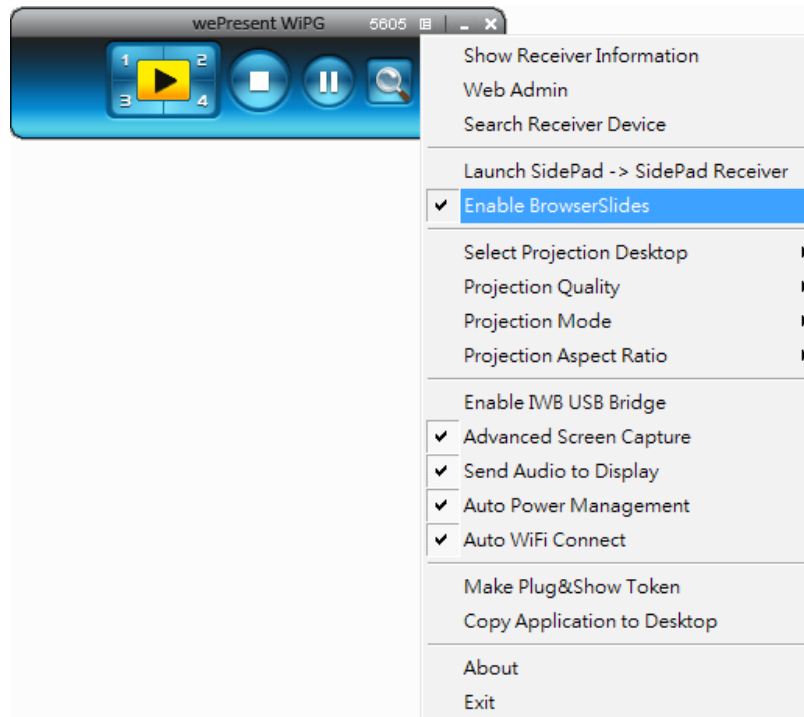 wePresent WiPG 5605
1 2
3 4
Show Receiver Information
Web Admin
Search Receiver Device
Launch SidePad -> SidePad Receiver
Enable BrowserSlides
Select Projection Desktop
Projection Quality
Projection Mode
Projection Aspect Ratio
Enable IWB USB Bridge
Advanced Screen Capture
Send Audio to Display
Auto Power Management
Auto WiFi Connect
Make Plug&Show Token
Copy Application to Desktop
About
Exit